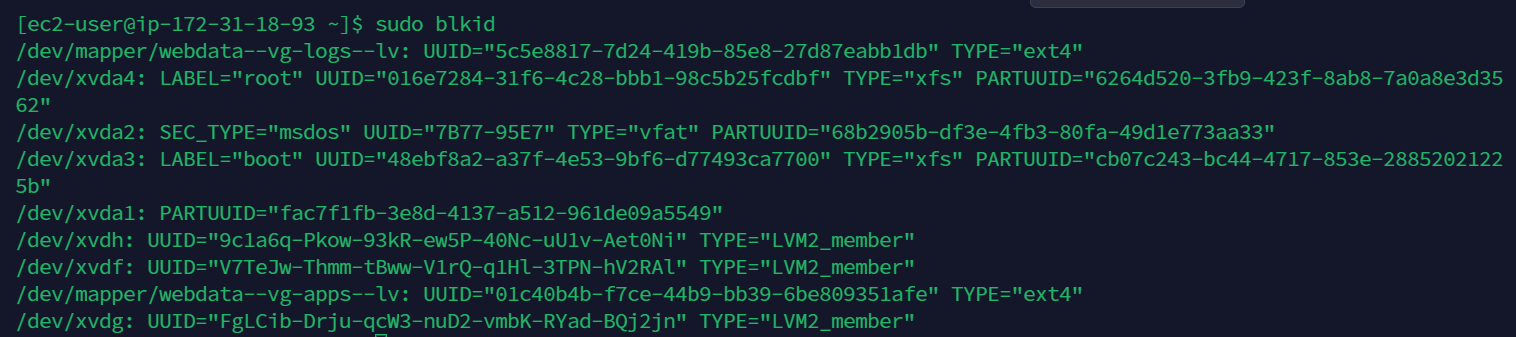 [ec2-user@ip-172-31-18-93 ~]$ sudo blkid
/dev/mapper/webdata--vg-logs--lv: UUID="5c5e8817-7d24-419b-85e8-27d87eabb1db" TYPE="ext4"
/dev/xvda4: LABEL="root" UUID="016e7284-31f6-4c28-bbb1-98c5b25fcdbf" TYPE="xfs" PARTUUID="6264d520-3fb9-423f-8ab8-7a0a8e3d35
62"
/dev/xvda2: SEC_TYPE="msdos" UUID="7B77-95E7" TYPE="vfat" PARTUUID="68b2905b-df3e-4fb3-80fa-49d1e773aa33"
/dev/xvda3: LABEL="boot" UUID="48ebf8a2-a37f-4e53-9bf6-d77493ca7700" TYPE="xfs" PARTUUID="cb07c243-bc44-4717-853e-2885202122
5b"
/dev/xvda1: PARTUUID="fac7f1fb-3e8d-4137-a512-961de09a5549"
/dev/xvdh: UUID="9c1a6q-Pkow-93kR-ew5P-40Nc-uU1v-Aet0Ni" TYPE="LVM2_member"
/dev/xvdf: UUID="V7TeJw-Thmm-tBww-V1rQ-q1Hl-3TPN-hV2RAl" TYPE="LVM2_member"
/dev/mapper/webdata--vg-apps--lv: UUID="01c40b4b-f7ce-44b9-bb39-6be809351afe" TYPE="ext4"
/dev/xvdg: UUID="FgLCib-Drju-qcW3-nuD2-vmbK-RYad-BQj2jn" TYPE="LVM2_member"